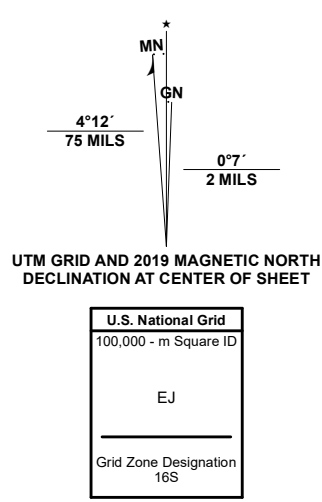 MN
GN
4°12´
75 MILS
0°7´
2 MILS
UTM GRID AND 2019 MAGNETIC NORTH
DECLINATION AT CENTER OF SHEET
U.S. National Grid
100,000 - m Square ID
EJ
Grid Zone Designation
16S